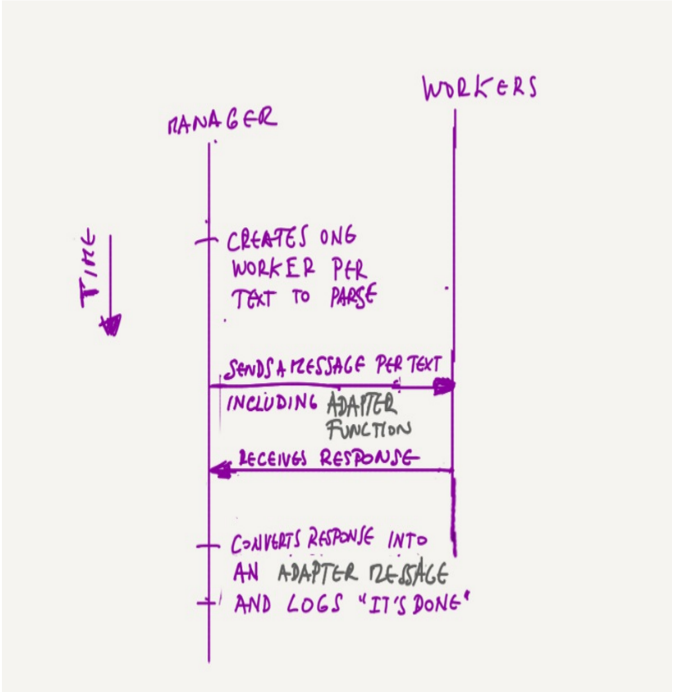 WORKERS
MANAGER
TIME
CREATES ONE
WORKER PER
TEXT TO PARSE
SENDS A MESSAGE PER TEXT
INCLUDING ADAPTER
FUNCTION
RECEIVES RESPONSE
CONVERTS RESPONSE INTO
AN ADAPTER MESSAGE
AND LOGS "IT'S DONE"